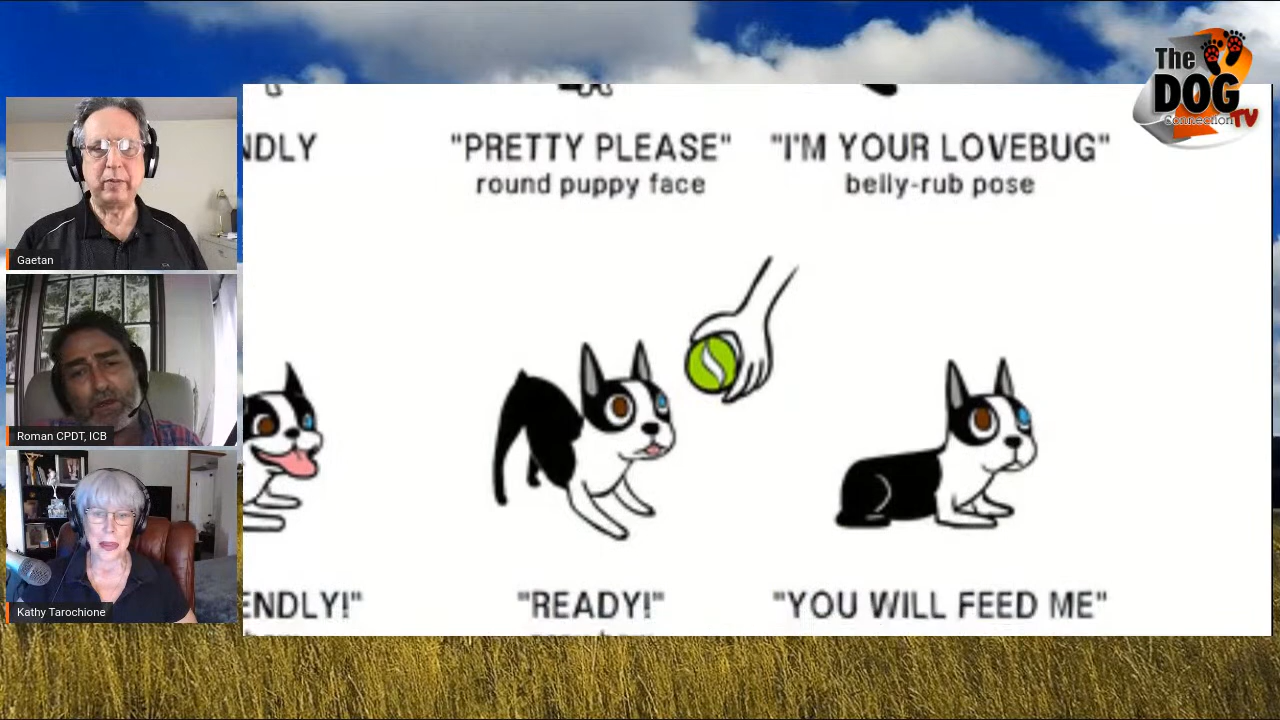 The
DOG
Connection TV
NDLY
"PRETTY PLEASE"
round puppy face
"I'M YOUR LOVEBUG"
belly-rub pose
Gaetan
Roman CPDT, ICB
Kathy Tarochione
ENDLY!"
"READY!"
"YOU WILL FEED ME"